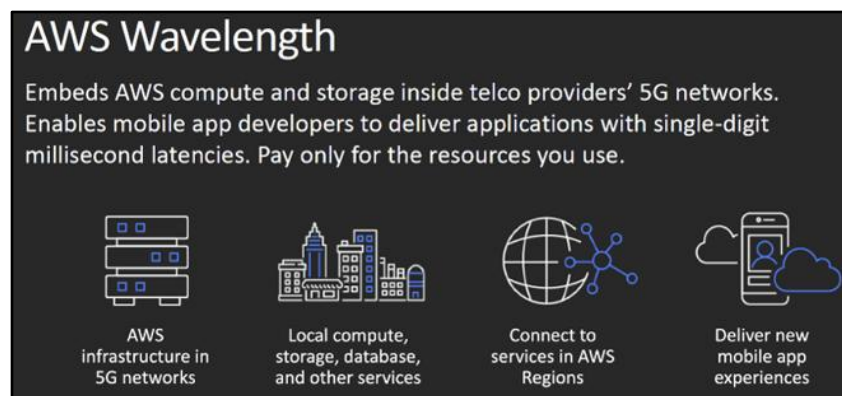 AWS Wavelength
Embeds AWS compute and storage inside telco providers' 5G networks.
Enables mobile app developers to deliver applications with single-digit
millisecond latencies. Pay only for the resources you use.
AWS
infrastructure in
5G networks
Local compute,
storage, database,
and other services
Connect to
services in AWS
Regions
Deliver new
mobile app
experiences